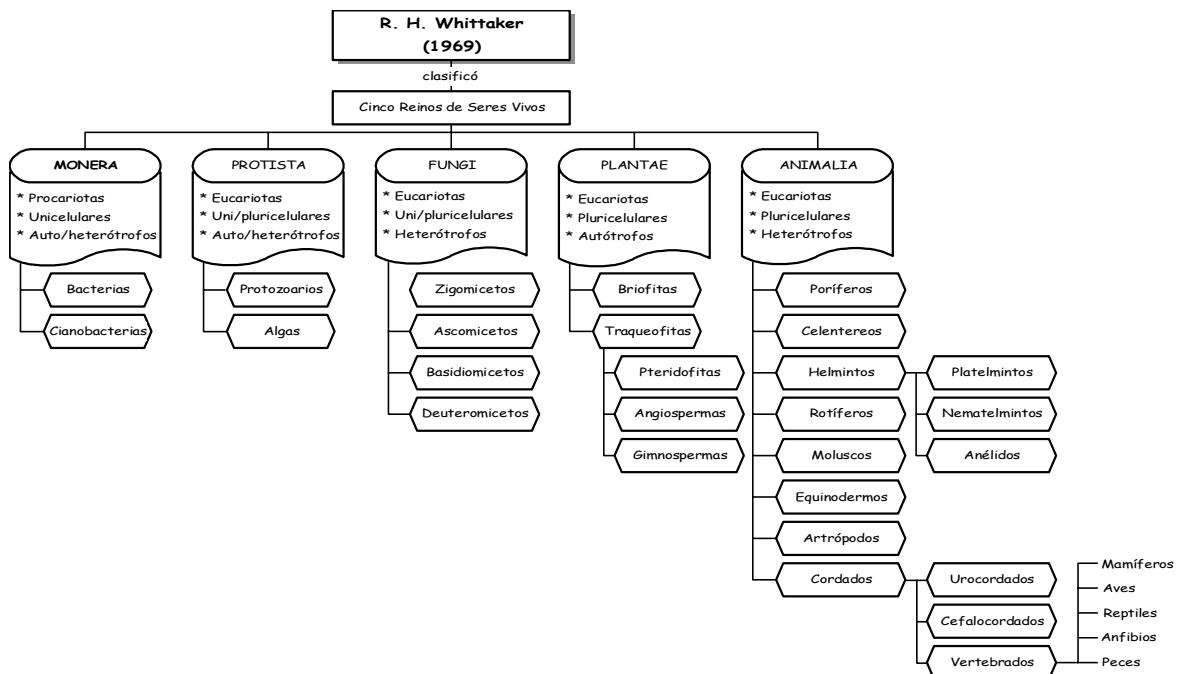 R. H. Whittaker
(1969)
clasificó
Cinco Reinos de Seres Vivos
MONERA
* Procariotas
* Unicelulares
* Auto/heterótrofos
Bacterias
Cianobacterias
PROTISTA
* Eucariotas
* Uni/pluricelulares
* Auto/heterótrofos
Protozoarios
Algas
FUNGI
* Eucariotas
* Uni/pluricelulares
* Heterótrofos
Zigomicetos
Ascomicetos
Basidiomicetos
Deuteromicetos
PLANTAE
* Eucariotas
* Pluricelulares
* Autótrofos
Briofitas
Traqueofitas
Pteridofitas
Angiospermas
Gimnospermas
ANIMALIA
* Eucariotas
* Pluricelulares
* Heterótrofos
Poríferos
Celentereos
Helmintos
Platelmintos
Nematelmintos
Anélidos
Rotíferos
Moluscos
Equinodermos
Artrópodos
Cordados
Urocordados
Cefalocordados
Vertebrados
Mamíferos
Aves
Reptiles
Anfibios
Peces